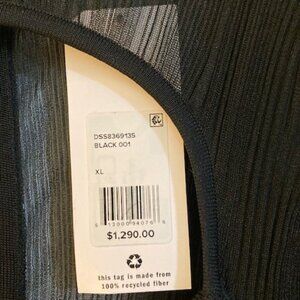 DSS8369135
BLACK 001
XL
$1,290.00
this tag is made from
100% recycled fiber